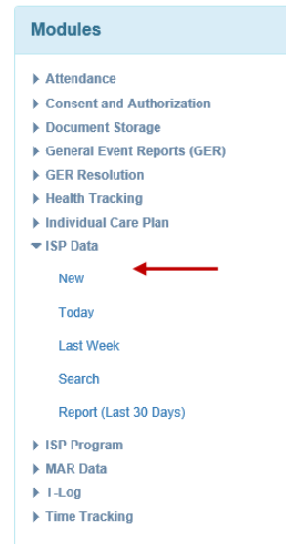 Modules
Attendance
Consent and Authorization
Document Storage
General Event Reports (GER)
GER Resolution
Health Tracking
Individual Care Plan
ISP Data
New
Today
Last Week
Search
Report (Last 30 Days)
ISP Program
MAR Data
T-Log
Time Tracking